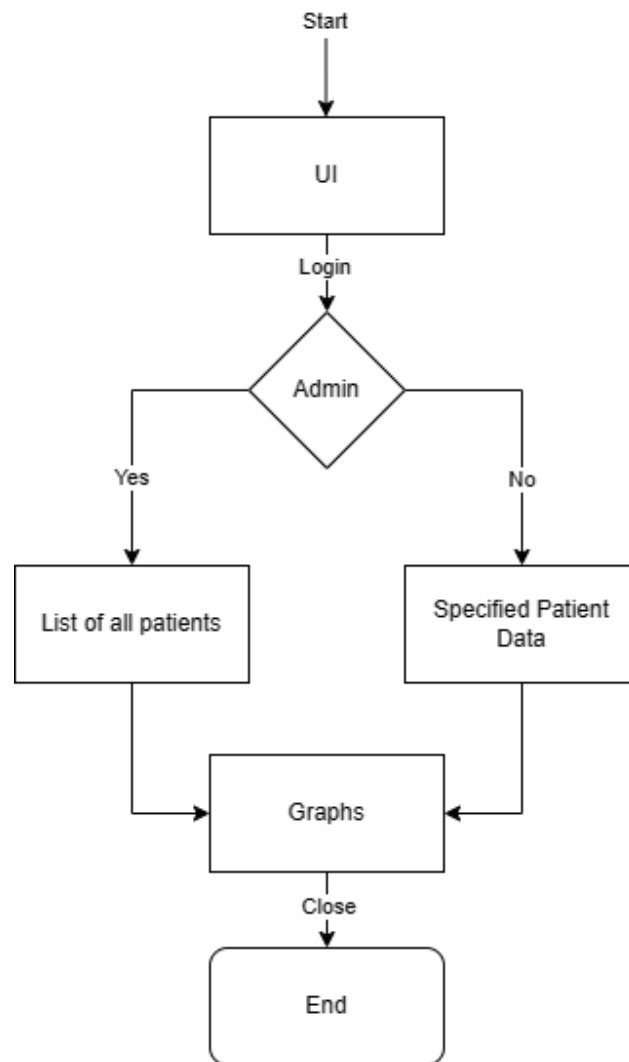 Start
UI
Login
Admin
Yes
No
List of all patients
Specified Patient
Data
Graphs
Close
End